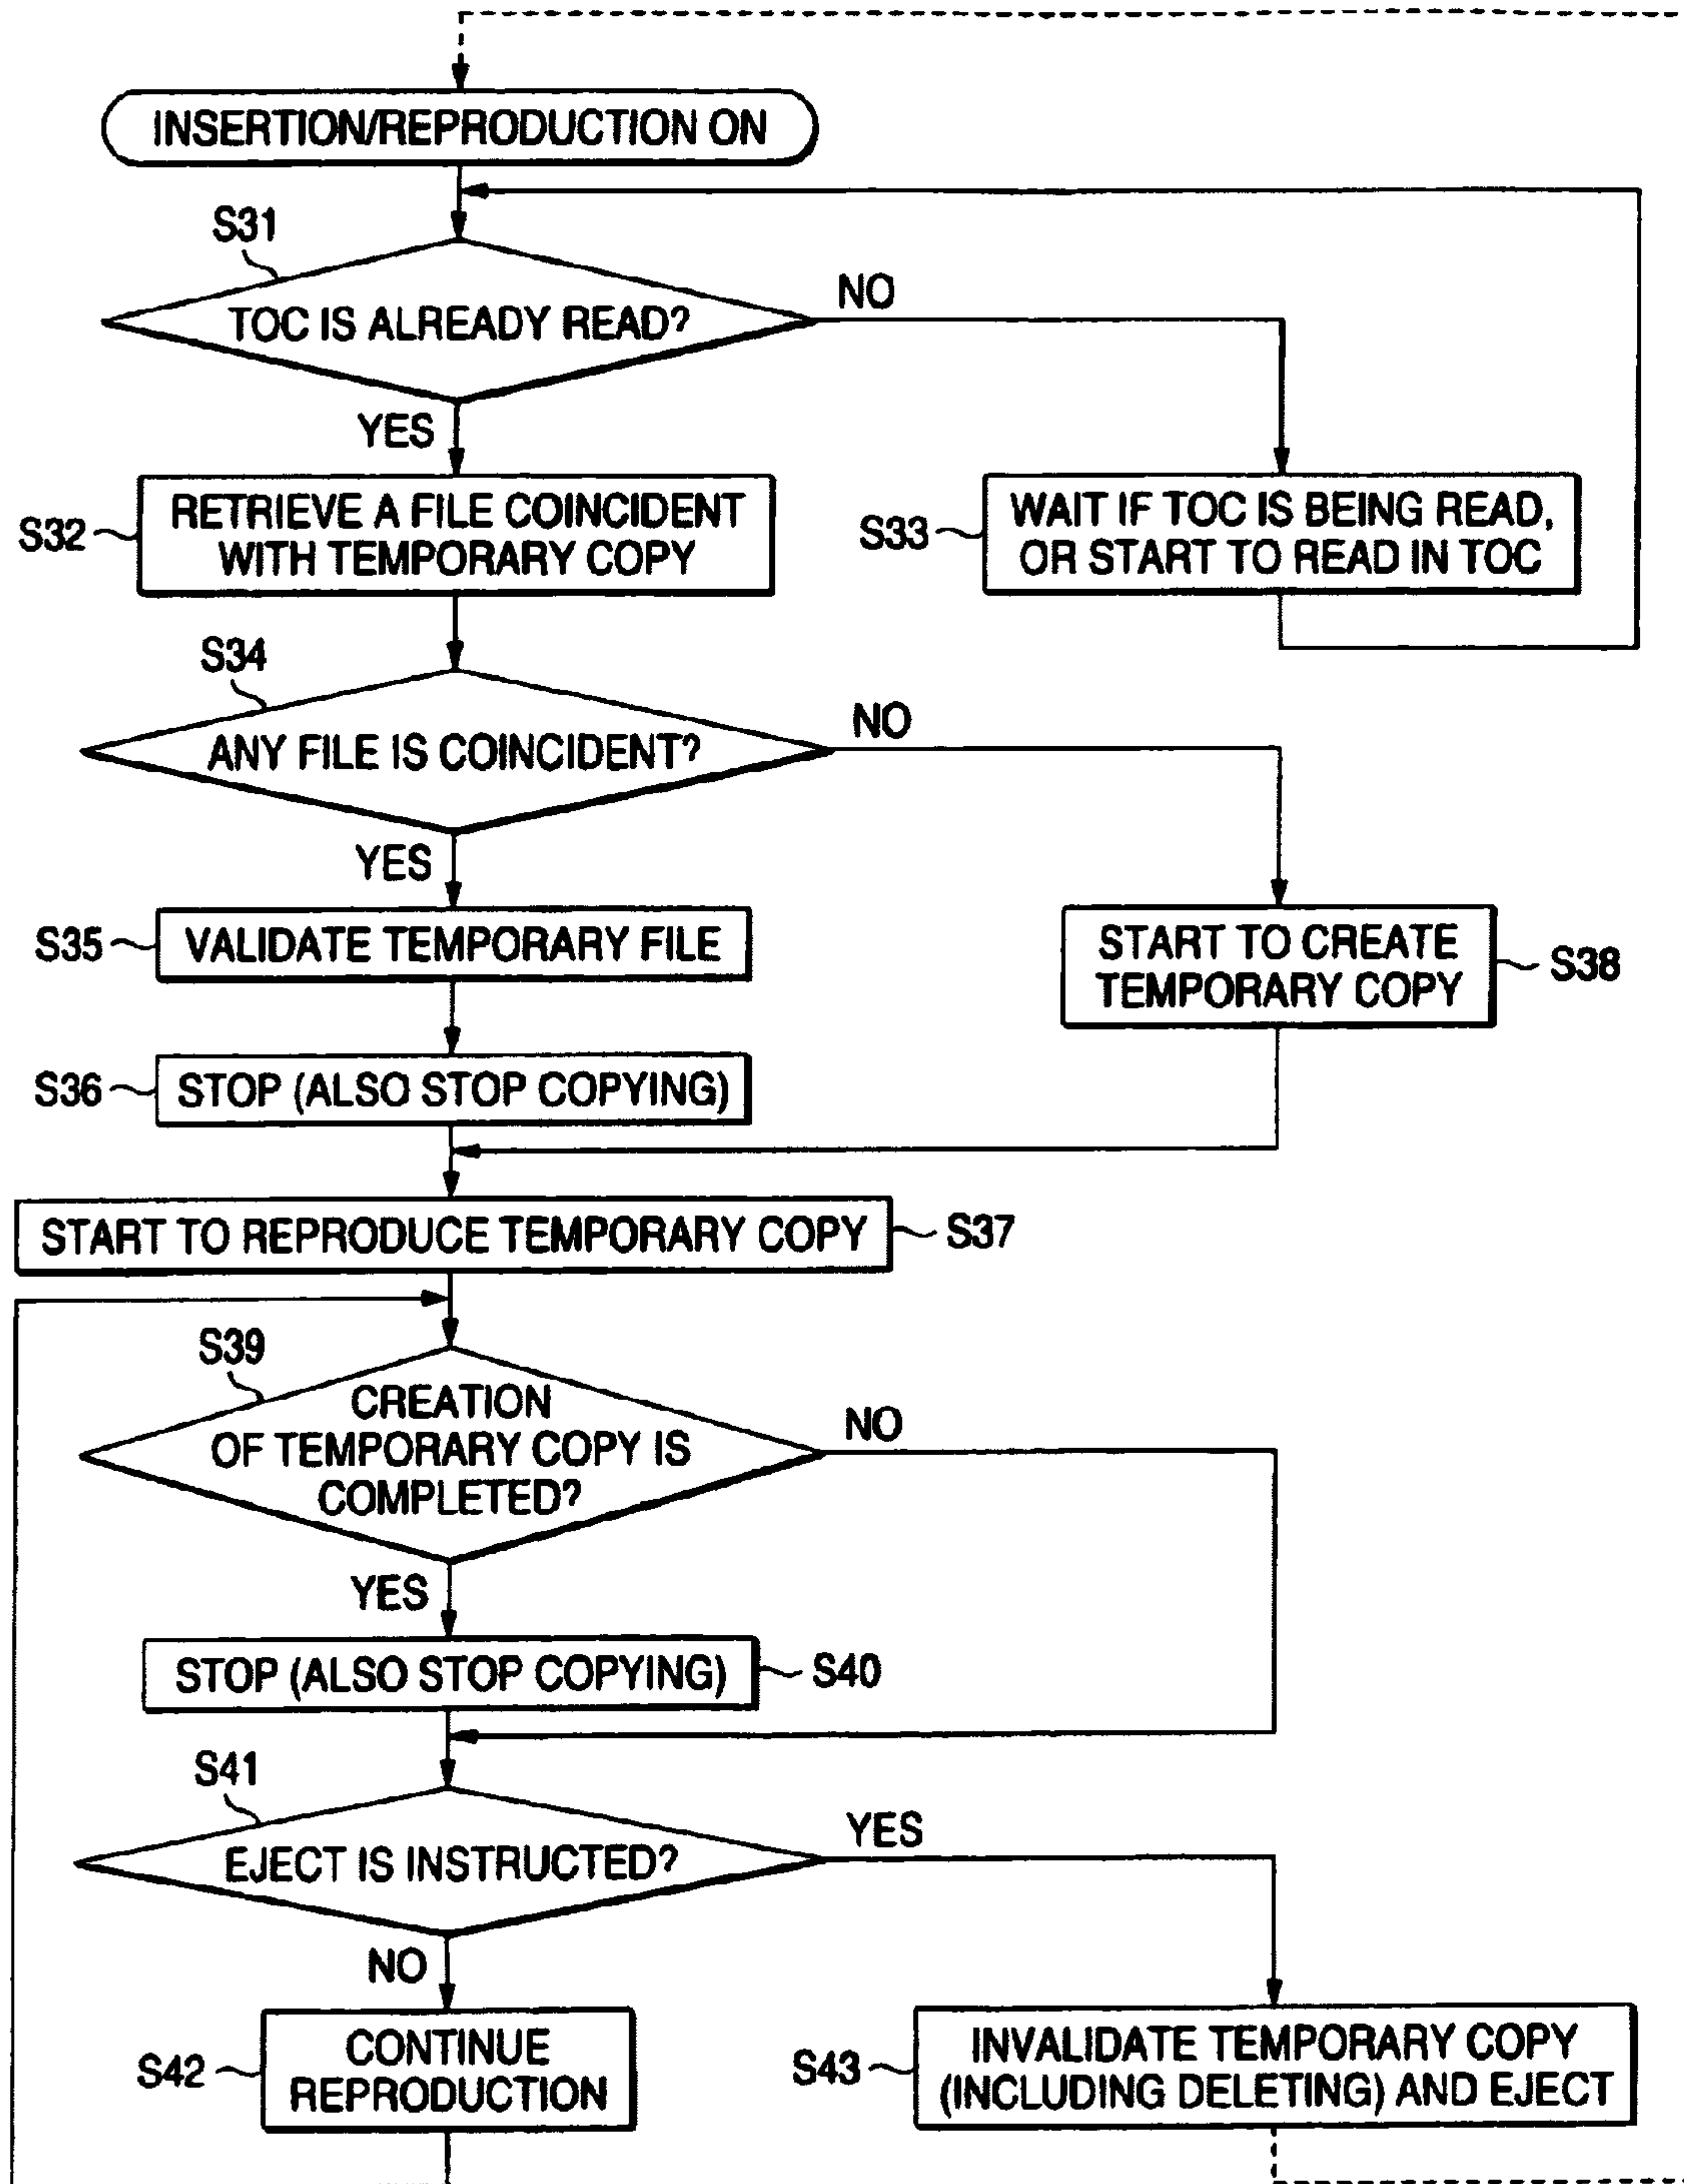 INSERTION/REPRODUCTION ON
S31
TOC IS ALREADY READ?
NO
YES
S32
RETRIEVE A FILE COINCIDENT
WITH TEMPORARY COPY
S33
WAIT IF TOC IS BEING READ,
OR START TO READ IN TOC
S34
ANY FILE IS COINCIDENT?
NO
YES
S35
VALIDATE TEMPORARY FILE
START TO CREATE
TEMPORARY COPY
S38
S36
STOP (ALSO STOP COPYING)
START TO REPRODUCE TEMPORARY COPY
S37
S39
CREATION
OF TEMPORARY COPY IS
COMPLETED?
NO
YES
STOP (ALSO STOP COPYING)
S40
S41
EJECT IS INSTRUCTED?
YES
NO
S42
CONTINUE
REPRODUCTION
S43
INVALIDATE TEMPORARY COPY
(INCLUDING DELETING) AND EJECT